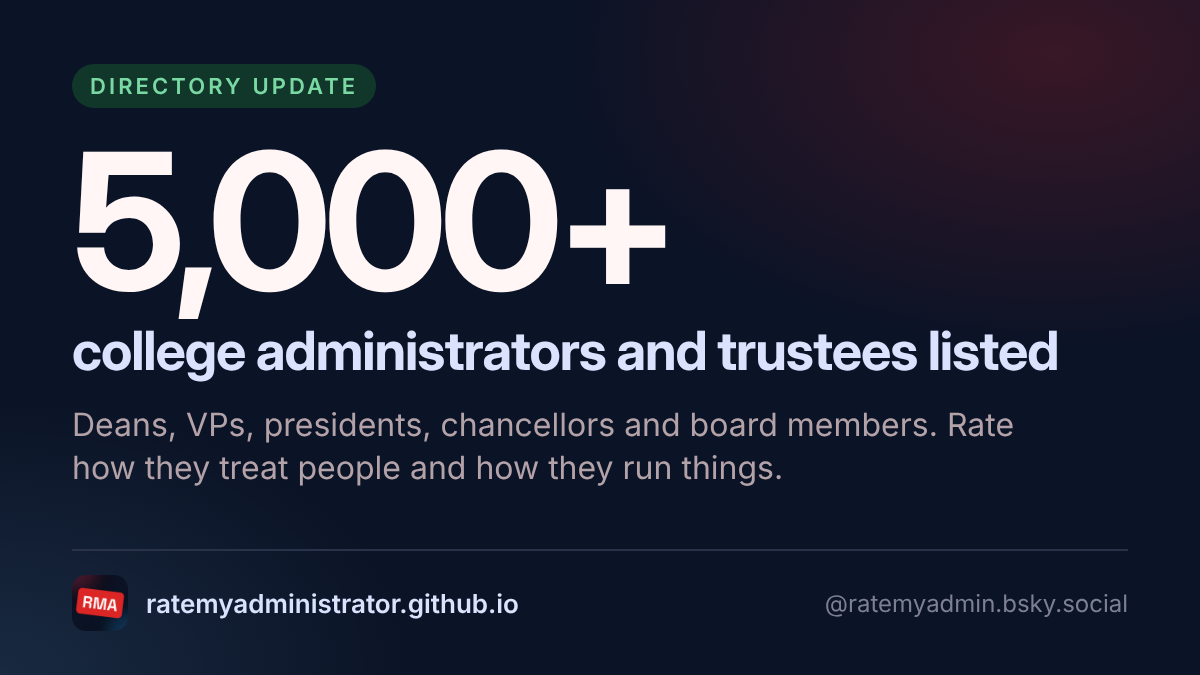 DIRECTORY UPDATE
5,000+
college administrators and trustees listed
Deans, VPs, presidents, chancellors and board members. Rate
how they treat people and how they run things.
RMA
ratemyadministrator.github.io
@ratemyadmin.bsky.social